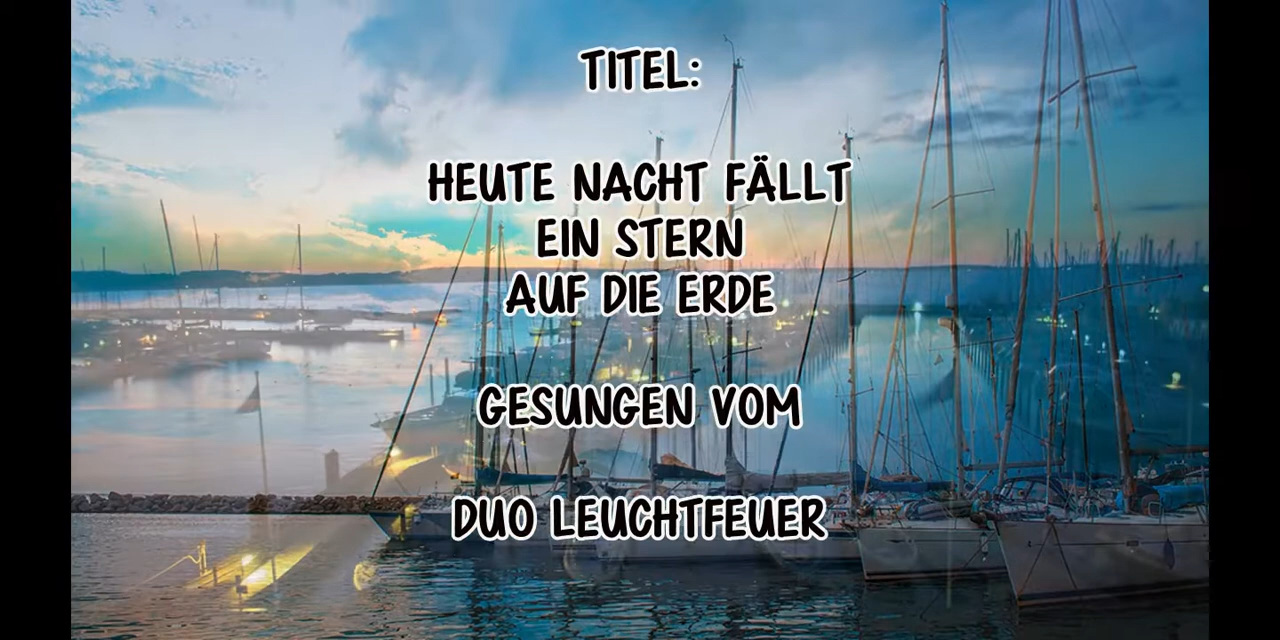 TITEL:
HEUTE NACHT FÄLLT
EIN STERN
AUF DIE ERDE
GESUNGEN VOM
DUO LEUCHTFEUER